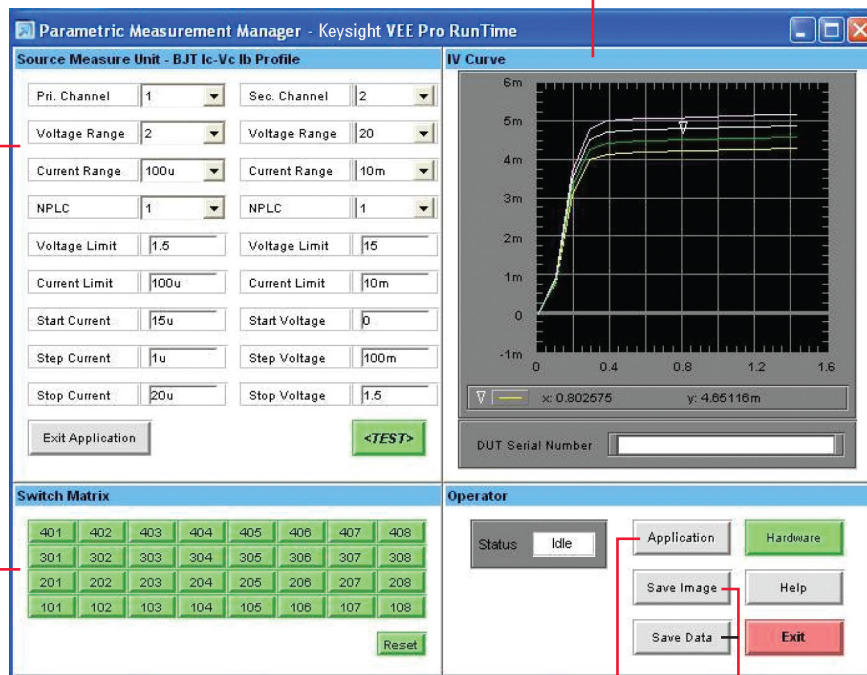 Parametric Measurement Manager - Keysight VEE Pro RunTime
Source Measure Unit - BJT Ic-Vc Ib Profile
Pri. Channel 1 Sec. Channel 2
Voltage Range 2 Voltage Range 20
Current Range 100u Current Range 10m
NPLC 1 NPLC 1
Voltage Limit 1.5 Voltage Limit 15
Current Limit 100u Current Limit 10m
Start Current 15u Start Voltage 0
Step Current 1u Step Voltage 100m
Stop Current 20u Stop Voltage 1.5
Exit Application <TEST>
IV Curve
6m
5m
4m
3m
2m
1m
0
-1m
0 0.4 0.8 1.2 1.6
x: 0.802575 y: 4.65116m
DUT Serial Number
Switch Matrix
401 402 403 404 405 406 407 408
301 302 303 304 305 306 307 308
201 202 203 204 205 206 207 208
101 102 103 104 105 106 107 108
Reset
Operator
Status Idle
Application Hardware
Save Image Help
Save Data Exit